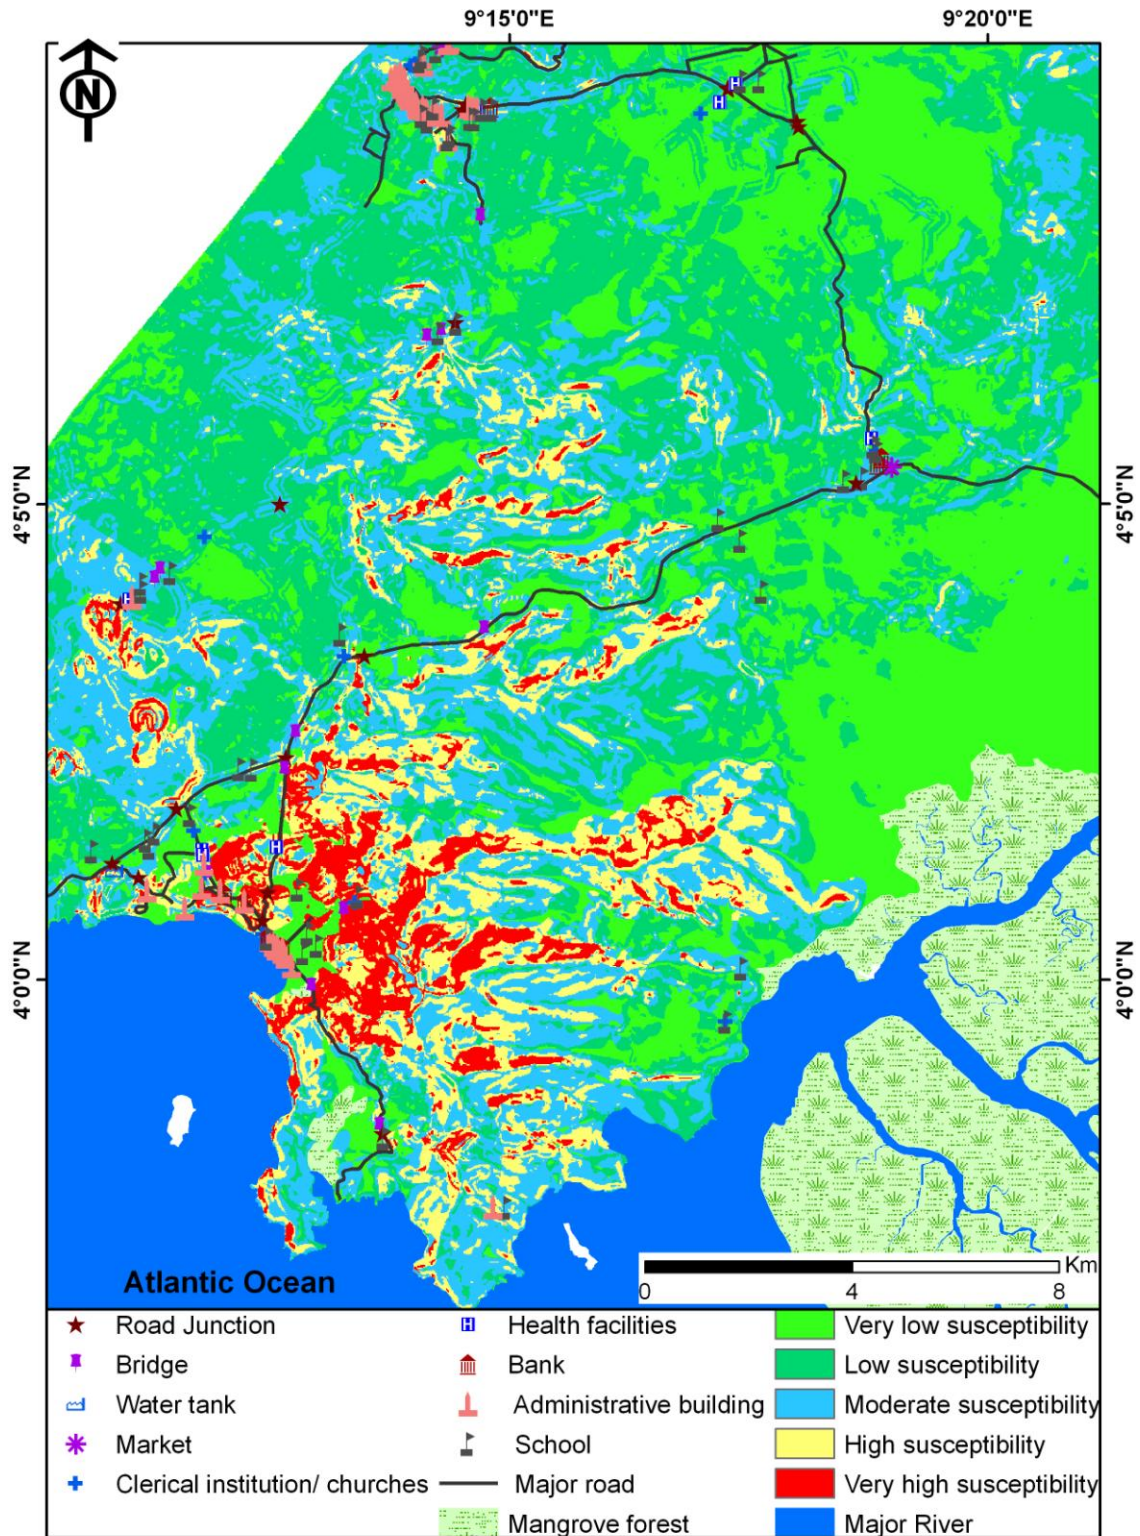 9°15'0"E 9°20'0"E
N
4°5'0"N 4°5'0"N
4°0'0"N 4°0'0"N
Atlantic Ocean
0 4 8 Km
Road Junction Health facilities Very low susceptibility
Bridge Bank Low susceptibility
Water tank Administrative building Moderate susceptibility
Market School High susceptibility
Clerical institution/ churches Major road Very high susceptibility
Mangrove forest Major River